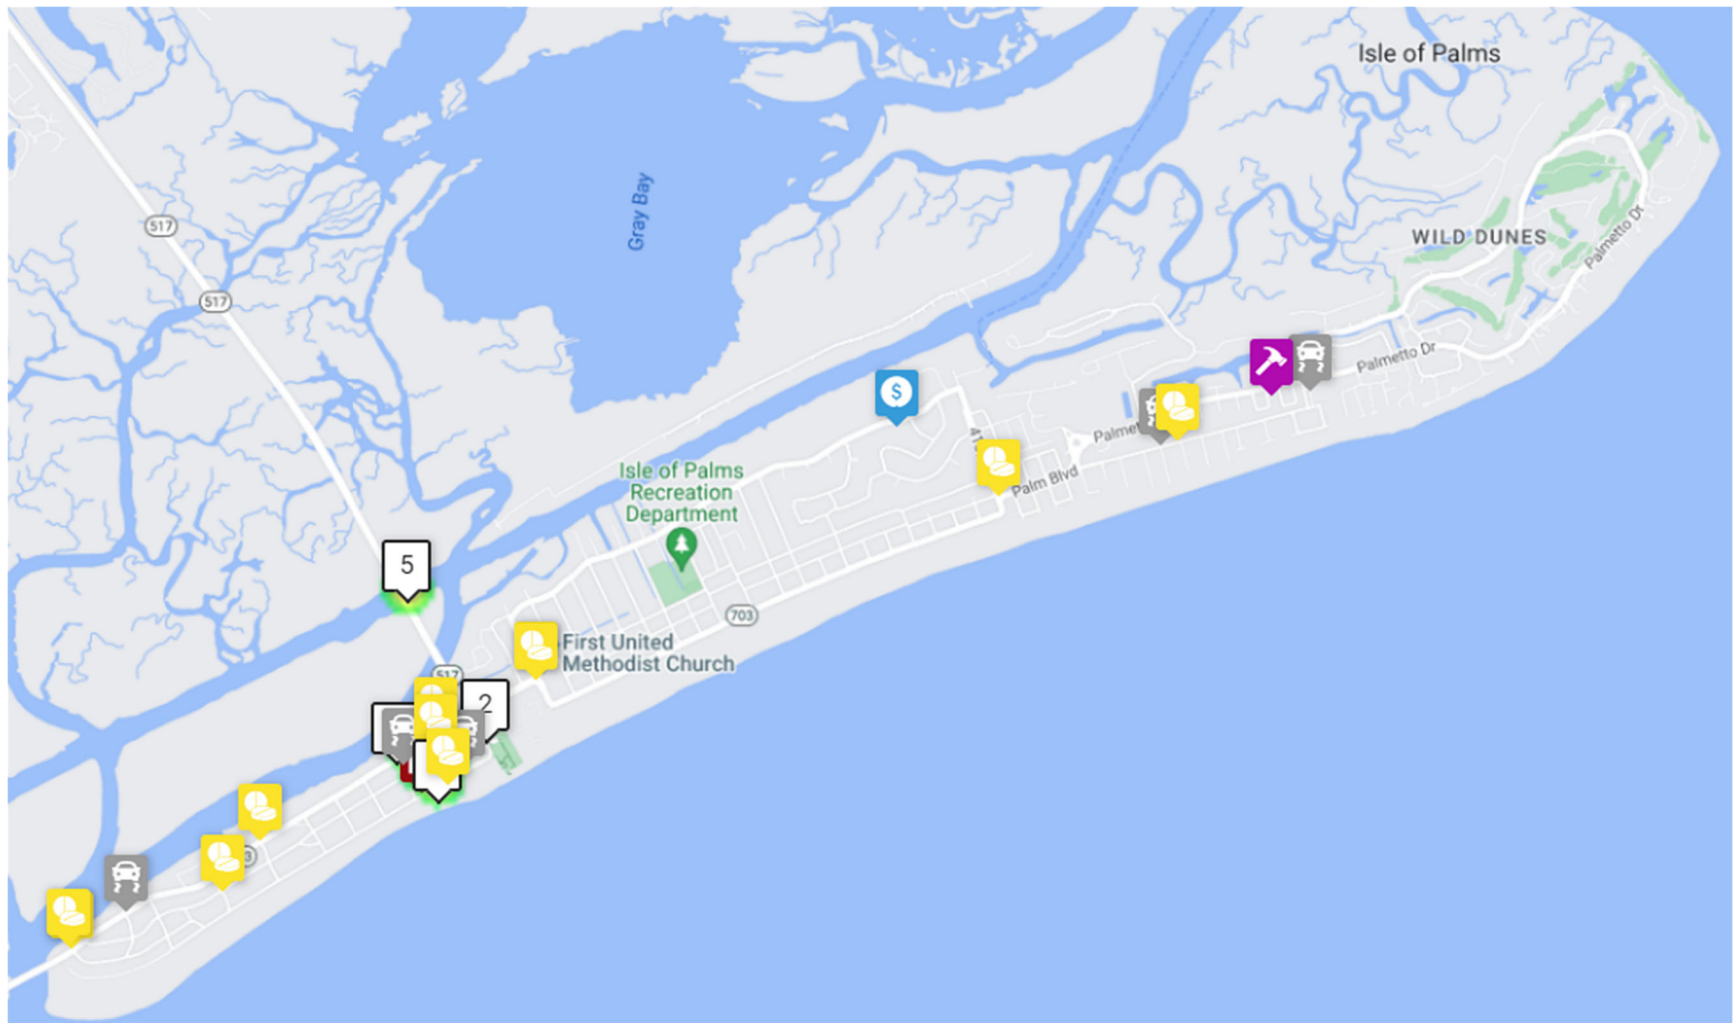 Isle of Palms
Gray Bay
517
WILD DUNES
Palmetto Dr
517
Palmetto Dr
$
Palm Blvd
Isle of Palms
Recreation
Department
5
703
First United
Methodist Church
517
2